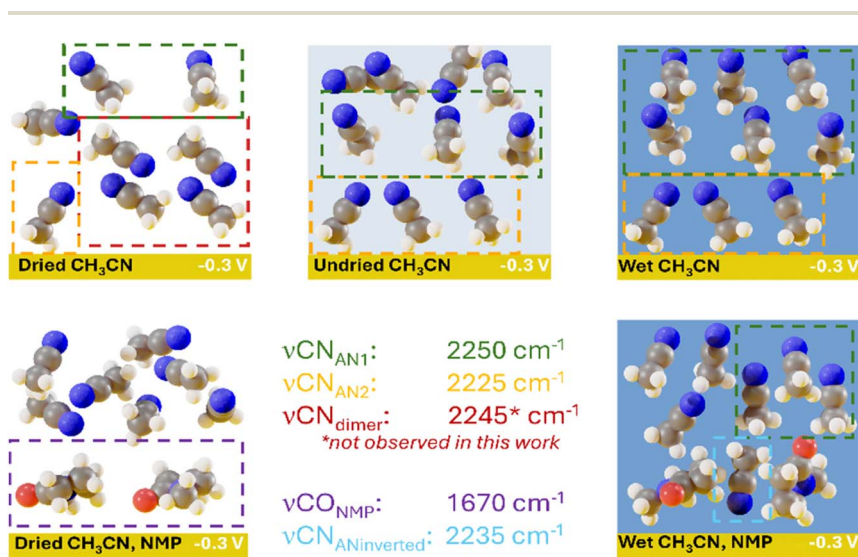 Dried CH₃CN -0.3 V
Undried CH₃CN -0.3 V
Wet CH₃CN -0.3 V
νCN_AN1: 2250 cm⁻¹
νCN_AN2: 2225 cm⁻¹
νCN_dimer: 2245* cm⁻¹
*not observed in this work
νCO_NMP: 1670 cm⁻¹
νCN_ANinverted: 2235 cm⁻¹
Dried CH₃CN, NMP -0.3 V
Wet CH₃CN, NMP -0.3 V